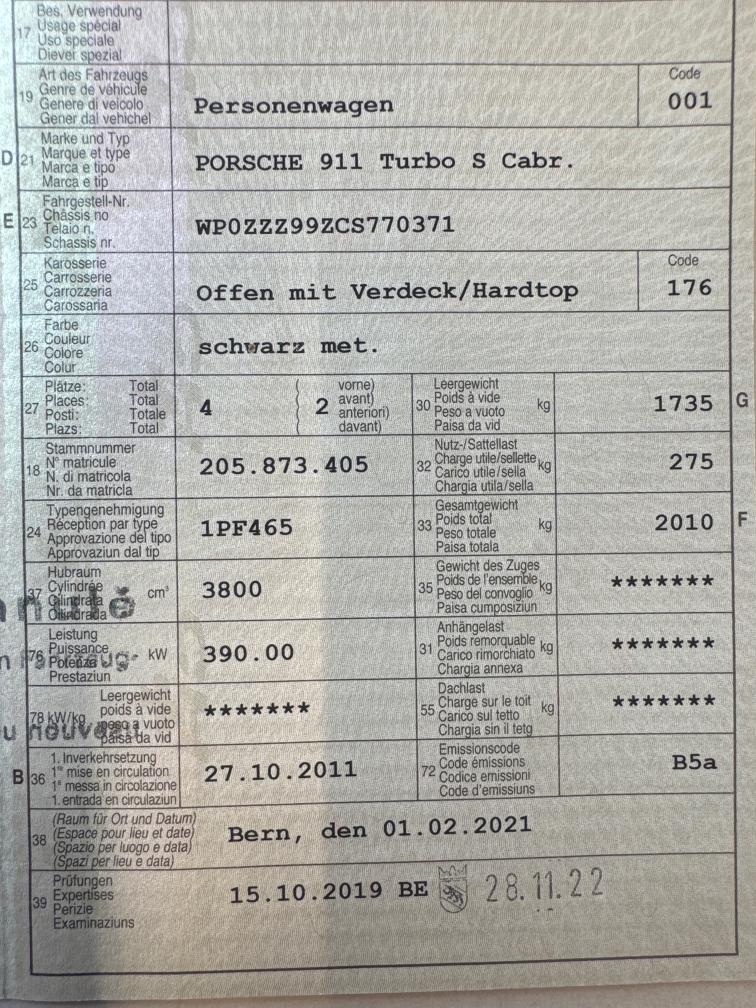 17 Bes. Verwendung
Usage spécial
Uso speciale
Diever spezial
19 Art des Fahrzeugs
Genre de véhicule
Genere di veicolo
Gener dal vehichel
Personenwagen
Code
001
D 21 Marke und Typ
Marque et type
Marca e tipo
Marca e tip
PORSCHE 911 Turbo S Cabr.
E 23 Fahrgestell-Nr.
Châssis no
Telaio n.
Schassis nr.
WP0ZZZ99ZCS770371
25 Karosserie
Carrosserie
Carrozzeria
Carossaria
Offen mit Verdeck/Hardtop
Code
176
26 Farbe
Couleur
Colore
Colur
schwarz met.
27 Plätze: Total
Places: Total
Posti: Totale
Plazs: Total
4
2
vorne)
avant)
anteriori)
davant)
30 Leergewicht
Poids à vide
Peso a vuoto
Paisa da vid
kg
1735 G
18 Stammnummer
N° matricule
N. di matricola
Nr. da matricla
205.873.405
32 Nutz-/Sattellast
Charge utile/sellette
Carico utile/sella
Chargia utila/sella
kg
275
24 Typengenehmigung
Réception par type
Approvazione del tipo
Approvaziun dal tip
1PF465
33 Gesamtgewicht
Poids total
Peso totale
Paisa totala
kg
2010 F
37 Hubraum
Cylindrée
Cilindrata
Cilindrada
cm³
3800
35 Gewicht des Zuges
Poids de l'ensemble
Peso del convoglio
Paisa cumposiziun
kg
*******
76 Leistung
Puissance
Potenza
Prestaziun
kW
390.00
31 Anhängelast
Poids remorquable
Carico rimorchiato
Chargia annexa
kg
*******
78 kW/kg
Leergewicht
poids à vide
peso a vuoto
paisa da vid
*******
55 Dachlast
Charge sur le toit
Carico sul tetto
Chargia sin il tetg
kg
*******
nouveau
B 36 1. Inverkehrsetzung
1re mise en circulation
1a messa in circolazione
1. entrada en circulaziun
27.10.2011
72 Emissionscode
Code émissions
Codice emissioni
Code d'emissiuns
B5a
38 (Raum für Ort und Datum)
(Espace pour lieu et date)
(Spazio per luogo e data)
(Spazi per lieu e data)
Bern, den 01.02.2021
39 Prüfungen
Expertises
Perizie
Examinaziuns
15.10.2019 BE 28.11.22